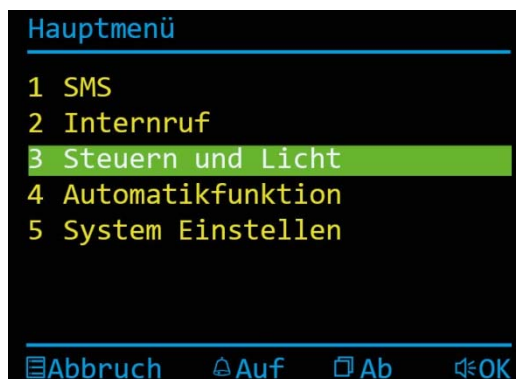 Hauptmenü
1 SMS
2 Internruf
3 Steuern und Licht
4 Automatikfunktion
5 System Einstellen
Abbruch Auf Ab OK